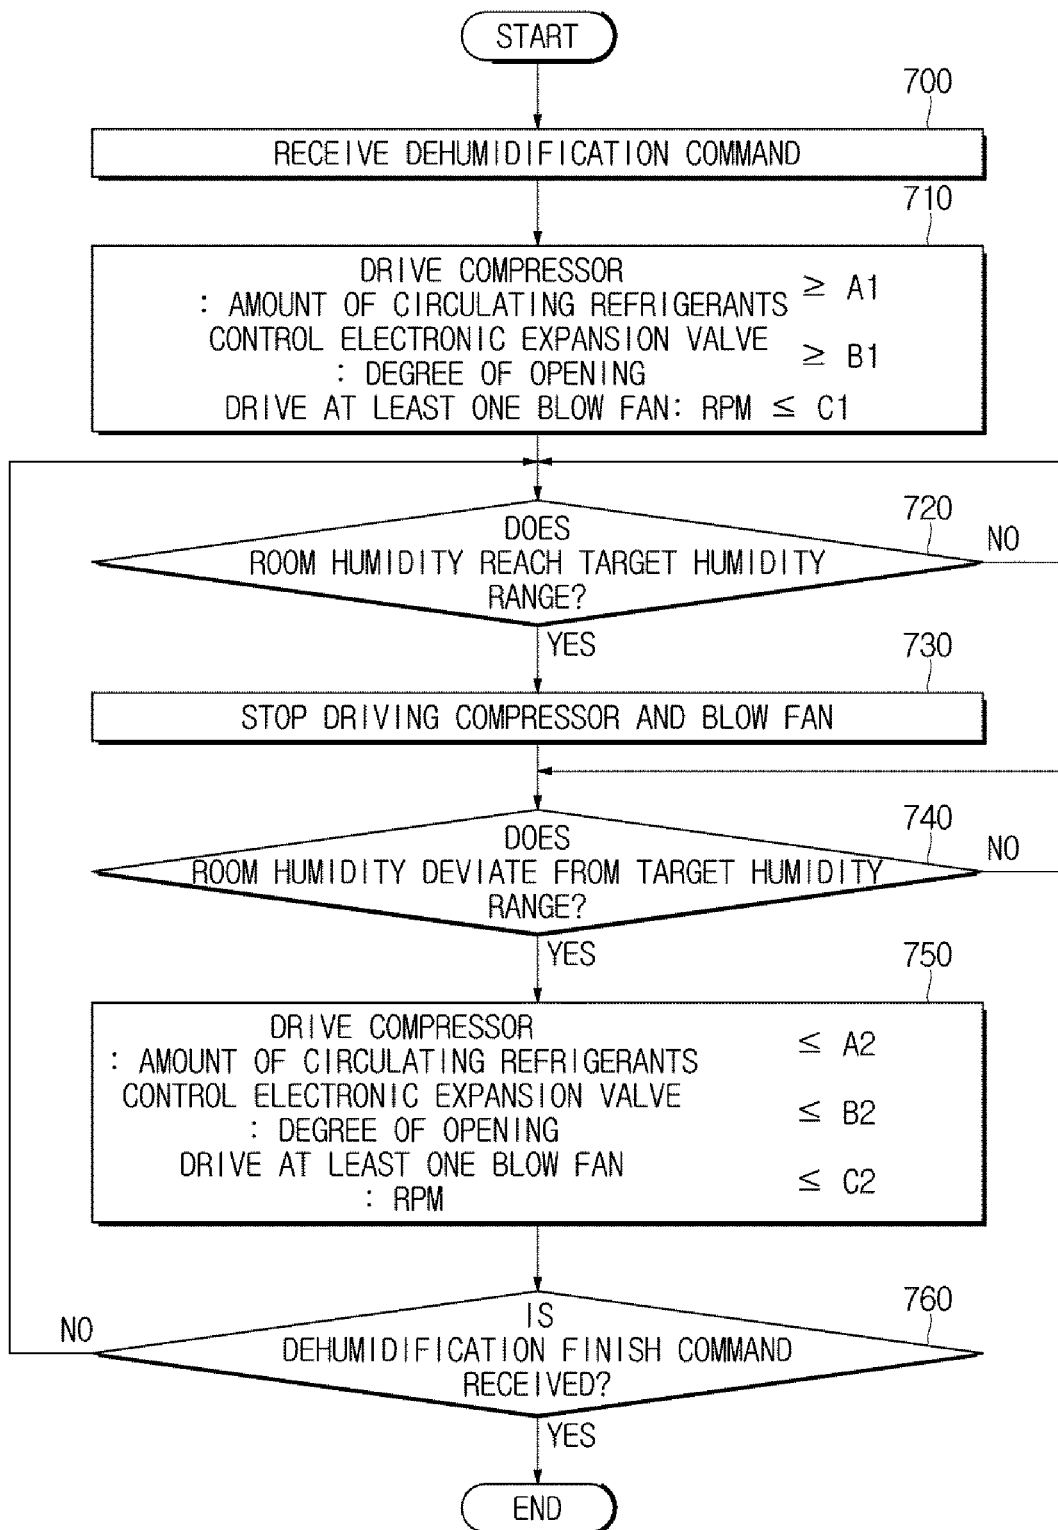 START
700
RECEIVE DEHUMIDIFICATION COMMAND
710
DRIVE COMPRESSOR
: AMOUNT OF CIRCULATING REFRIGERANTS ≥ A1
CONTROL ELECTRONIC EXPANSION VALVE
: DEGREE OF OPENING ≥ B1
DRIVE AT LEAST ONE BLOW FAN: RPM ≤ C1
720
DOES
ROOM HUMIDITY REACH TARGET HUMIDITY
RANGE?
NO
YES
730
STOP DRIVING COMPRESSOR AND BLOW FAN
740
DOES
ROOM HUMIDITY DEVIATE FROM TARGET HUMIDITY
RANGE?
NO
YES
750
DRIVE COMPRESSOR
: AMOUNT OF CIRCULATING REFRIGERANTS ≤ A2
CONTROL ELECTRONIC EXPANSION VALVE
: DEGREE OF OPENING ≤ B2
DRIVE AT LEAST ONE BLOW FAN
: RPM ≤ C2
760
IS
DEHUMIDIFICATION FINISH COMMAND
RECEIVED?
NO
YES
END